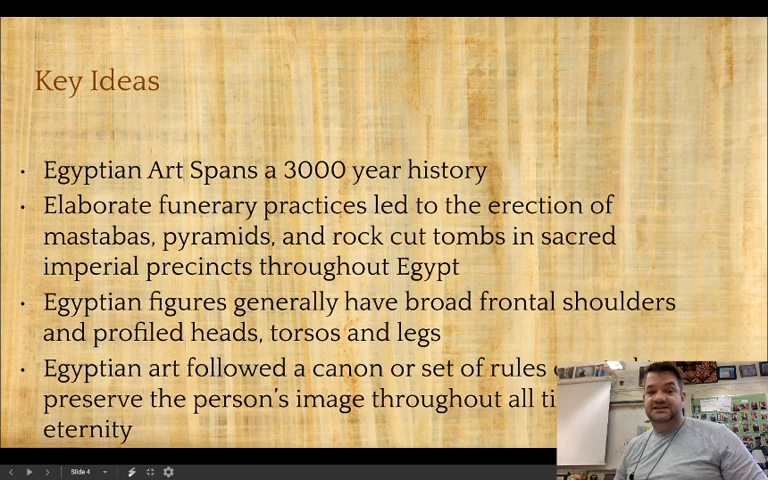 Key Ideas
• Egyptian Art Spans a 3000 year history
• Elaborate funerary practices led to the erection of
mastabas, pyramids, and rock cut tombs in sacred
imperial precincts throughout Egypt
• Egyptian figures generally have broad frontal shoulders
and profiled heads, torsos and legs
• Egyptian art followed a canon or set of rules
preserve the person's image throughout all
eternity
Slide 4